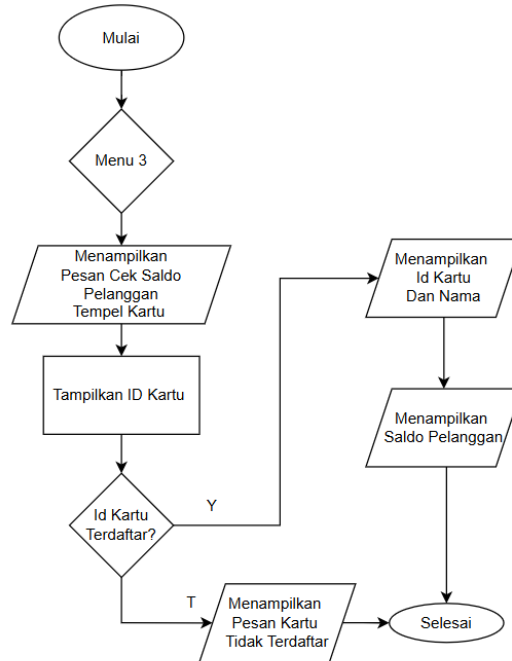 Mulai
Menu 3
Menampilkan
Pesan Cek Saldo
Pelanggan
Tempel Kartu
Tampilkan ID Kartu
Id Kartu
Terdaftar?
Y
T
Menampilkan
Id Kartu
Dan Nama
Menampilkan
Saldo Pelanggan
Menampilkan
Pesan Kartu
Tidak Terdaftar
Selesai